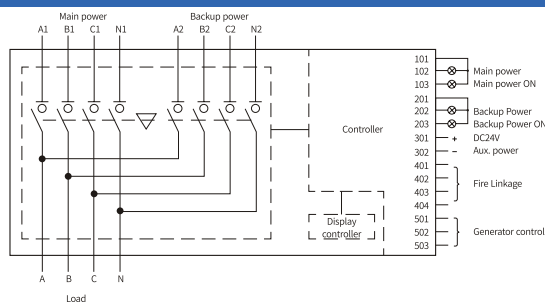 Main power
Backup power
A1 B1 C1 N1 A2 B2 C2 N2
101
102 Main power
103 Main power ON
201
202 Backup Power
203 Backup Power ON
Controller
301 + DC24V
302 - Aux. power
401
402
Fire Linkage
403
404
Display
controller
501
502 Generator control
503
A B C N
Load